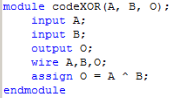 module codeXOR(A, B, O);
    input A;
    input B;
    output O;
    wire A,B,O;
    assign O = A ^ B;
endmodule